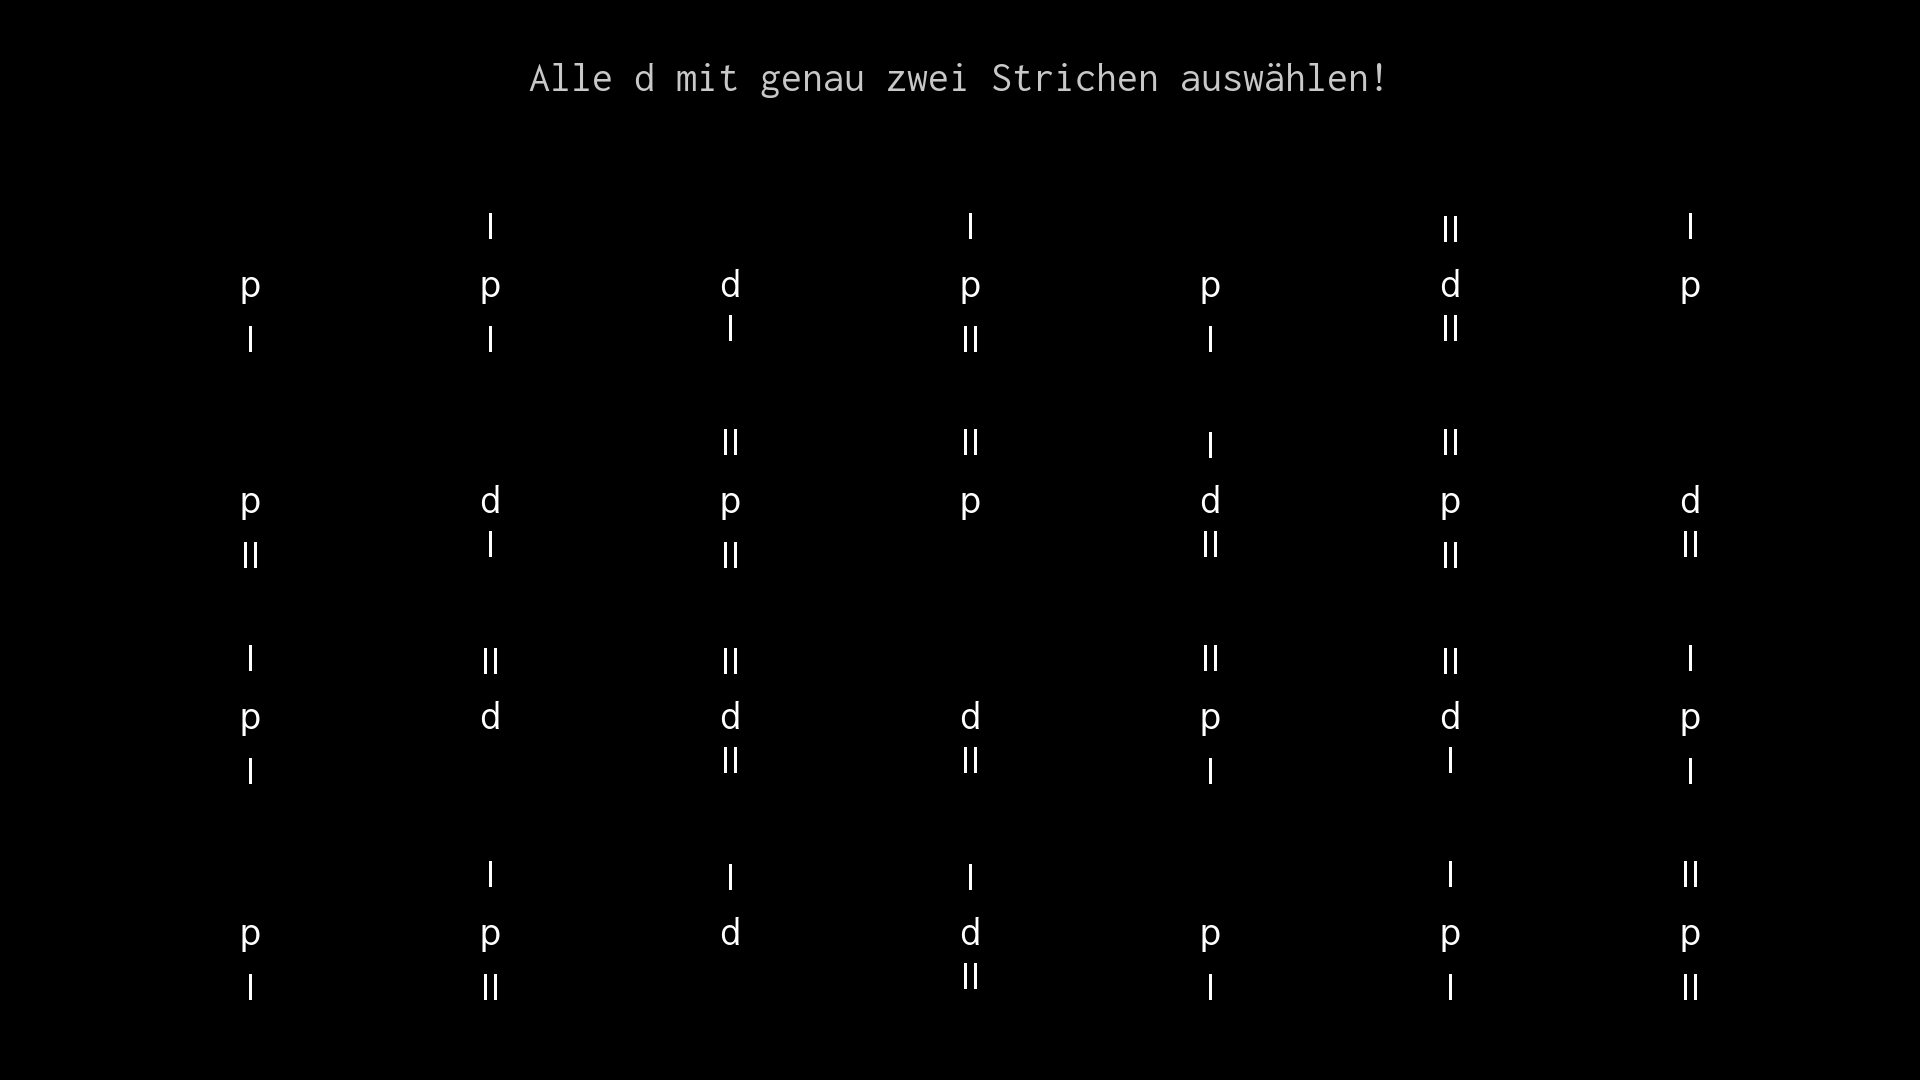 Alle d mit genau zwei Strichen auswählen!
| | || |
p p d p p d p
| | | || | ||
|| || | ||
p d p p d p d
|| | || || || ||
| || || || || |
p d d d p d p
| || || | | |
| | | | ||
p p d d p p p
| || || | | ||